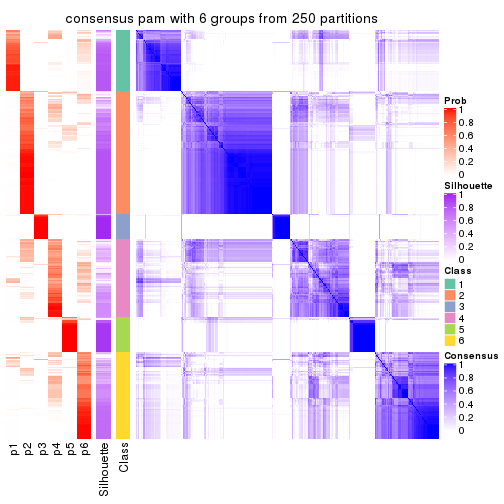 consensus pam with 6 groups from 250 partitions
Prob
1
0.8
0.6
0.4
0.2
0
Silhouette
1
0.8
0.6
0.4
0.2
0
Class
1
2
3
4
5
6
Consensus
1
0.8
0.6
0.4
0.2
0
p1
p2
p3
p4
p5
p6
Silhouette
Class